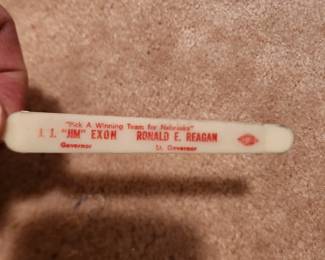 "Pick A Winning Team for Nebraska"
J. J. "JIM" EXON RONALD E. REAGAN
Governor Lt. Governor